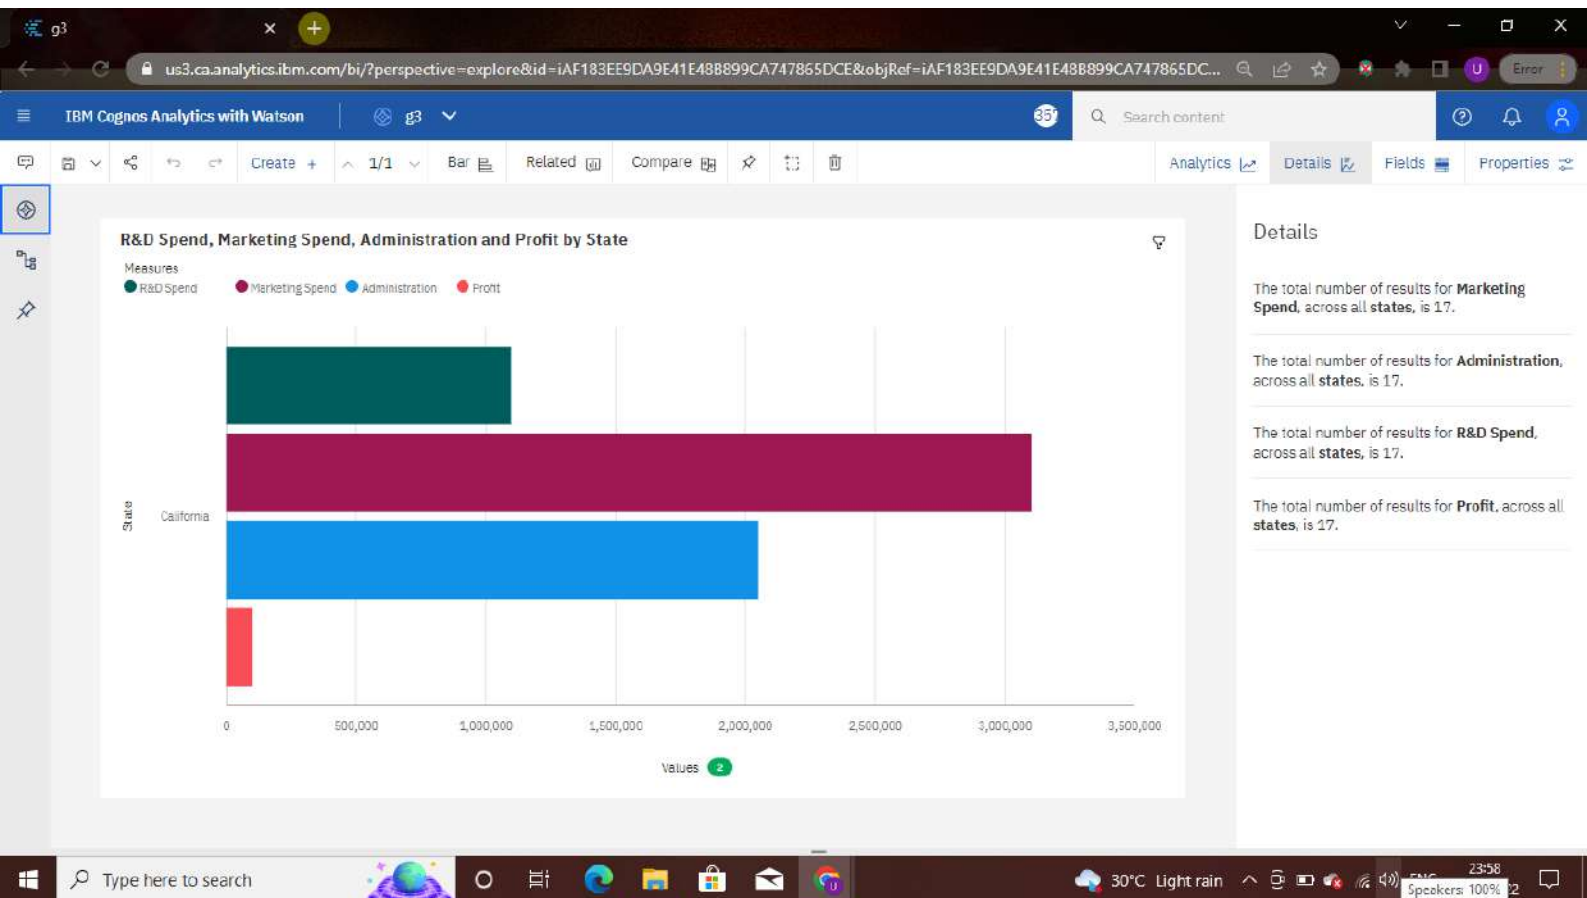 g3
us3.ca.analytics.ibm.com/bi/?perspective=explore&id=iAF183EE9DA9E41E48B899CA747865DCE&objRef=iAF183EE9DA9E41E48B899CA747865DC...
U
Error
IBM Cognos Analytics with Watson
g3
Search content
Create +
1/1
Bar
Related
Compare
Analytics
Details
Fields
Properties
R&D Spend, Marketing Spend, Administration and Profit by State
Measures
R&D Spend
Marketing Spend
Administration
Profit
State
California
0
500,000
1,000,000
1,500,000
2,000,000
2,500,000
3,000,000
3,500,000
Values 2
Details
The total number of results for Marketing
Spend, across all states, is 17.
The total number of results for Administration,
across all states, is 17.
The total number of results for R&D Spend,
across all states, is 17.
The total number of results for Profit, across all
states, is 17.
Type here to search
30°C Light rain
23:58
Speakers: 100%